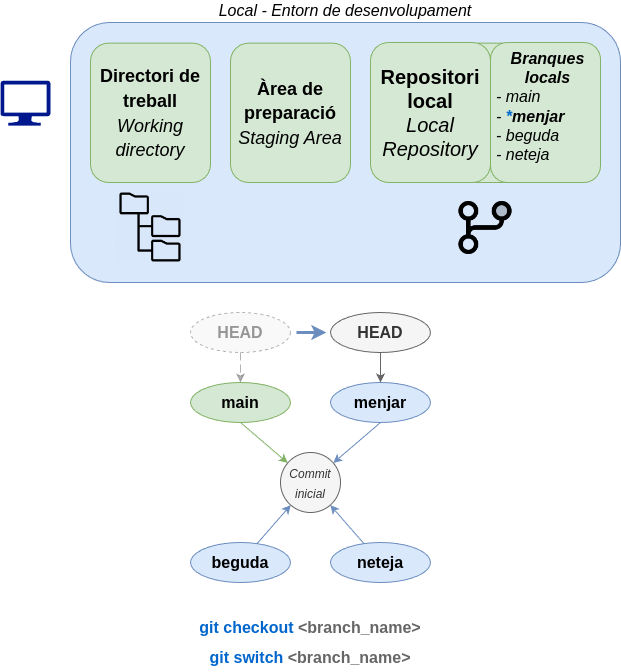 Local - Entorn de desenvolupament
Directori de
treball
Working
directory
Àrea de
preparació
Staging Area
Repositori
local
Local
Repository
Branques
locals
- main
- *menjar
- beguda
- neteja
HEAD
HEAD
main
menjar
Commit
inicial
beguda
neteja
git checkout <branch_name>
git switch <branch_name>